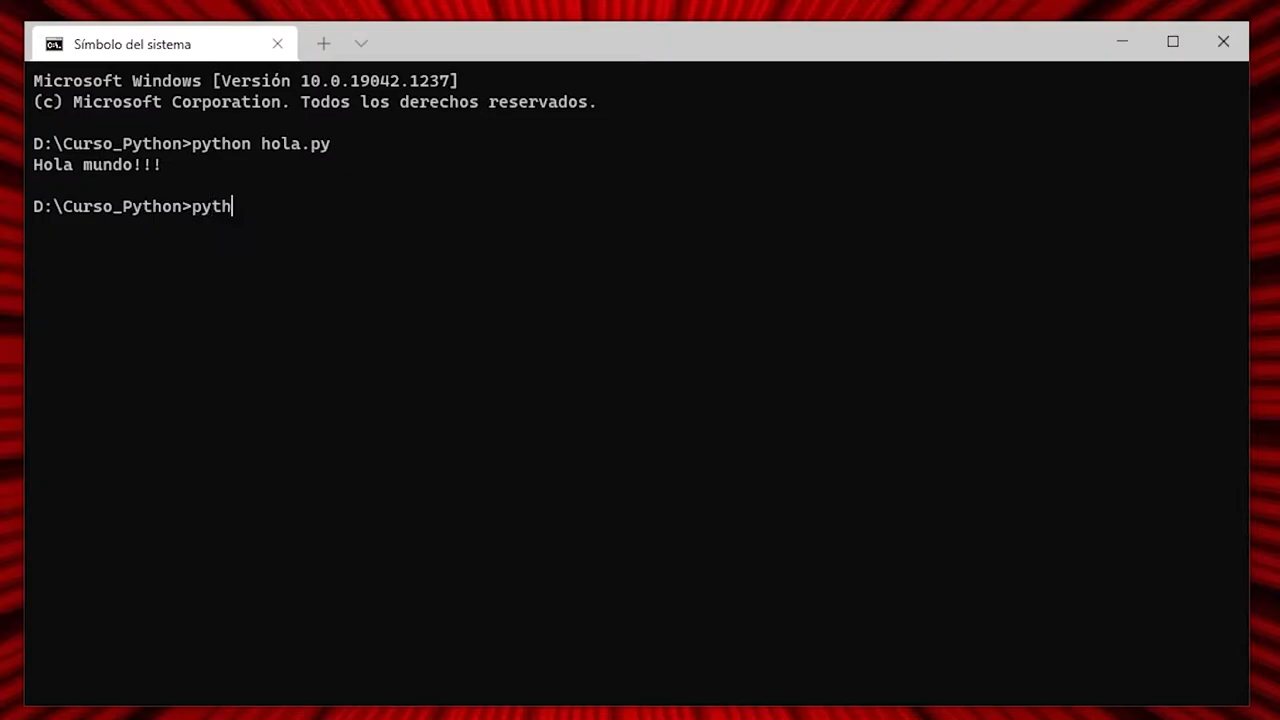 Símbolo del sistema
Microsoft Windows [Versión 10.0.19042.1237]
(c) Microsoft Corporation. Todos los derechos reservados.
D:\Curso_Python>python hola.py
Hola mundo!!!
D:\Curso_Python>pyth